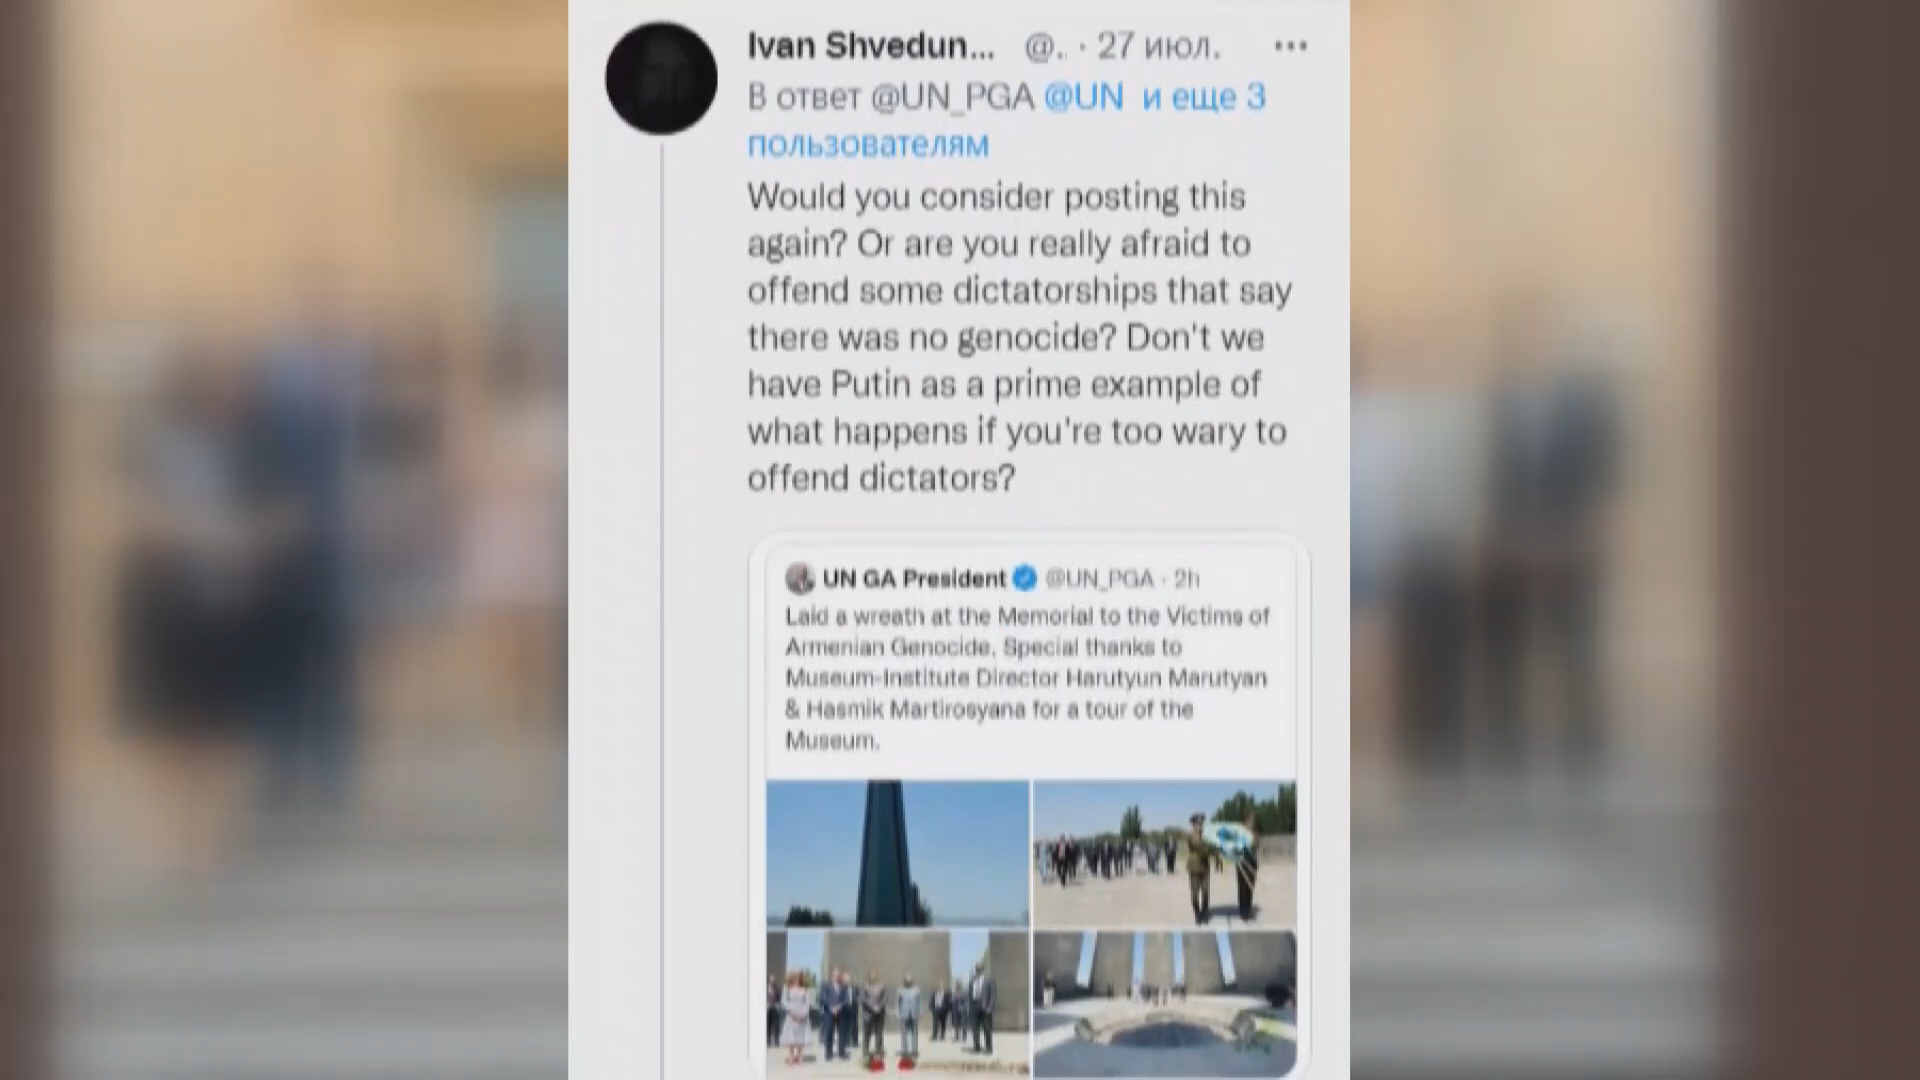 Ivan Shvedun... @.. · 27 июл. ...
В ответ @UN_PGA @UN и еще 3
пользователям
Would you consider posting this
again? Or are you really afraid to
offend some dictatorships that say
there was no genocide? Don't we
have Putin as a prime example of
what happens if you're too wary to
offend dictators?
UN GA President @UN_PGA · 2h
Laid a wreath at the Memorial to the Victims of
Armenian Genocide. Special thanks to
Museum-Institute Director Harutyun Marutyan
& Hasmik Martirosyana for a tour of the
Museum.